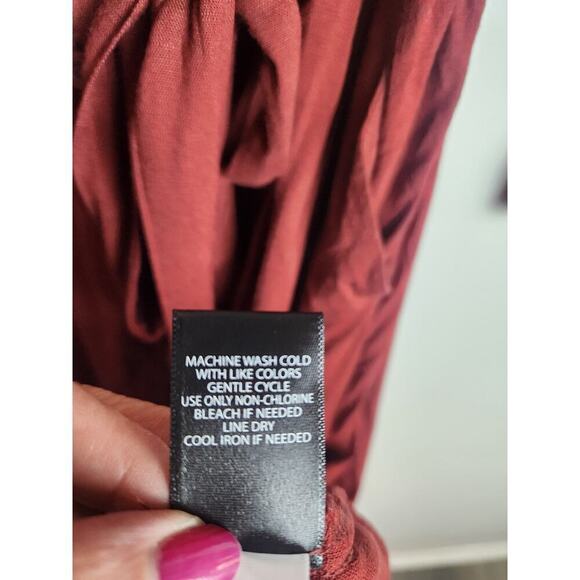 MACHINE WASH COLD
WITH LIKE COLORS
GENTLE CYCLE
USE ONLY NON-CHLORINE
BLEACH IF NEEDED
LINE DRY
COOL IRON IF NEEDED